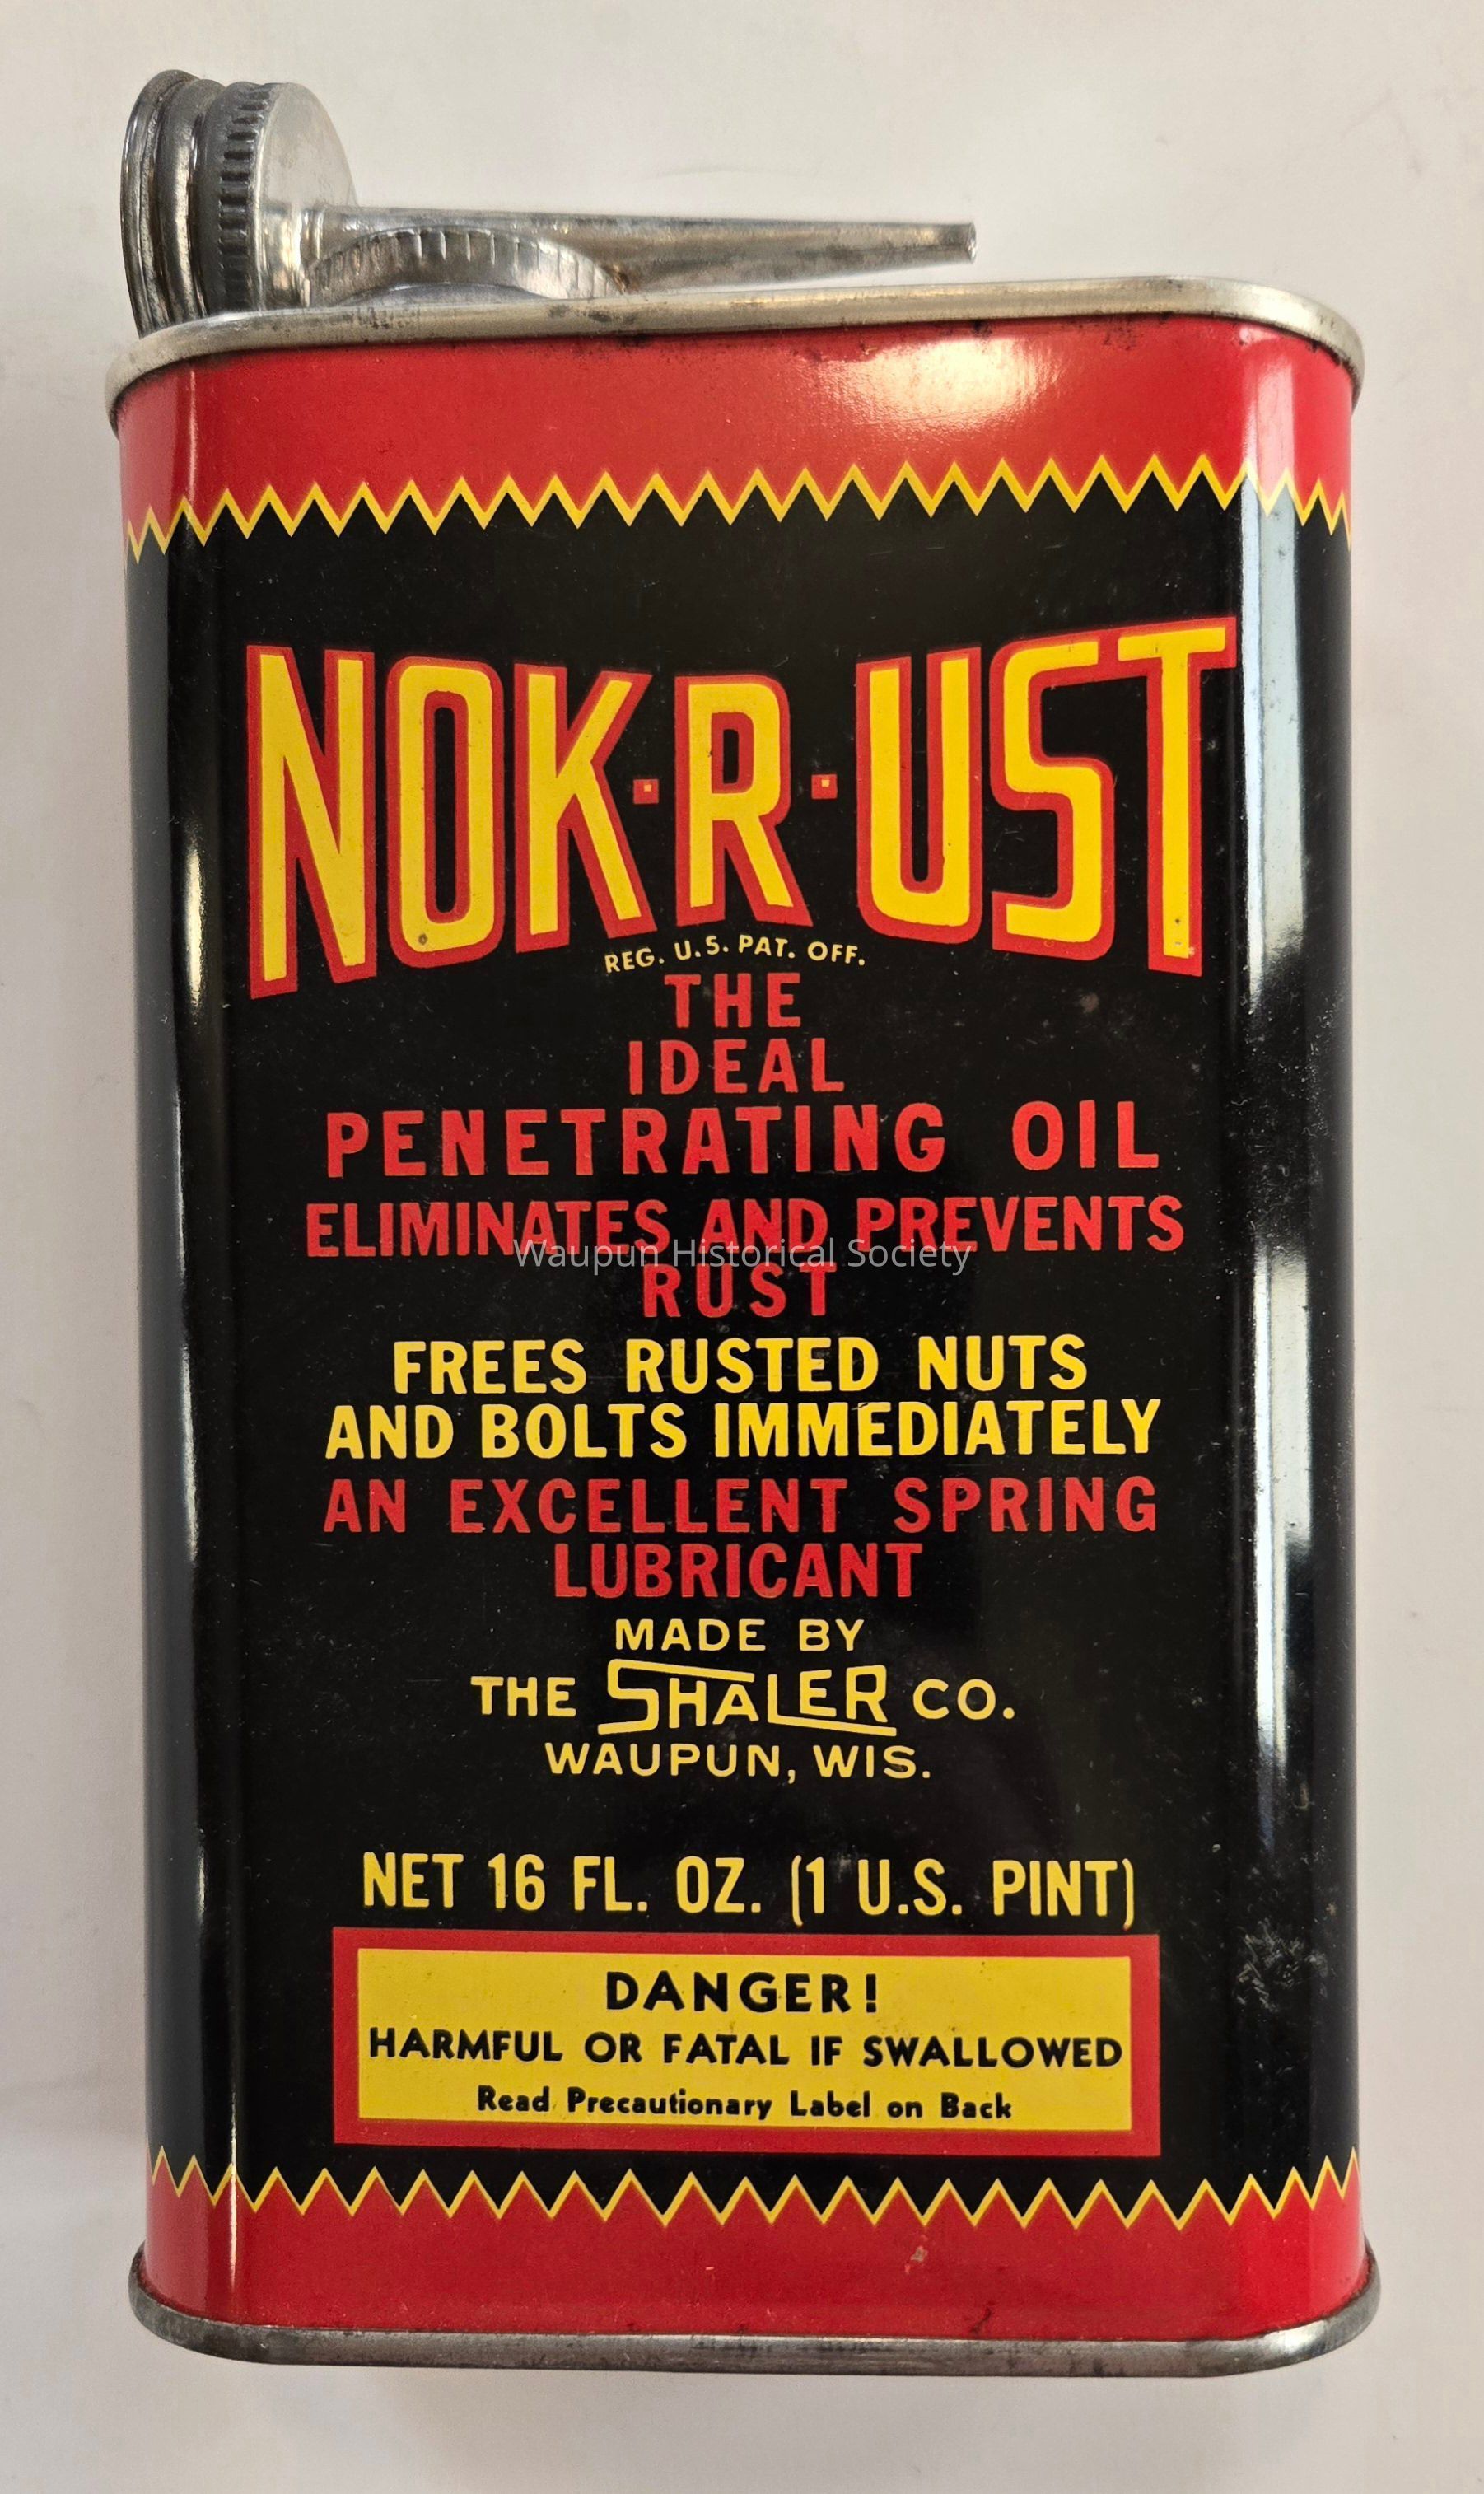 NOK·R·UST
REG. U.S. PAT. OFF.
THE
IDEAL
PENETRATING OIL
ELIMINATES AND PREVENTS
Waupun Historical Society
RUST
FREES RUSTED NUTS
AND BOLTS IMMEDIATELY
AN EXCELLENT SPRING
LUBRICANT
MADE BY
THE SHALER CO.
WAUPUN, WIS.
NET 16 FL. OZ. (1 U.S. PINT)
DANGER!
HARMFUL OR FATAL IF SWALLOWED
Read Precautionary Label on Back